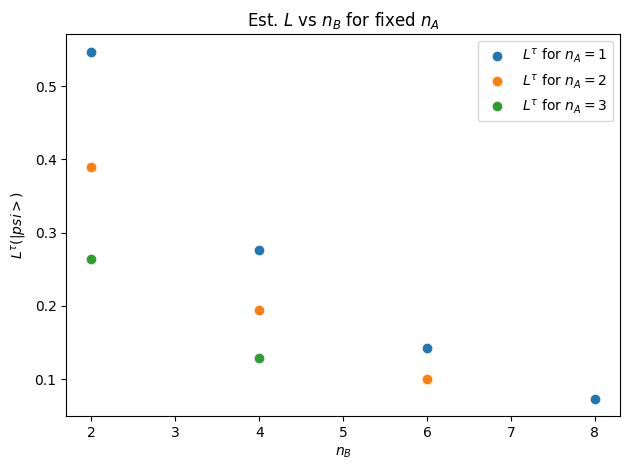 Est. L vs n_B for fixed n_A
L^τ for n_A = 1
L^τ for n_A = 2
L^τ for n_A = 3
L^τ(|psi >)
0.5
0.4
0.3
0.2
0.1
2 3 4 5 6 7 8
n_B